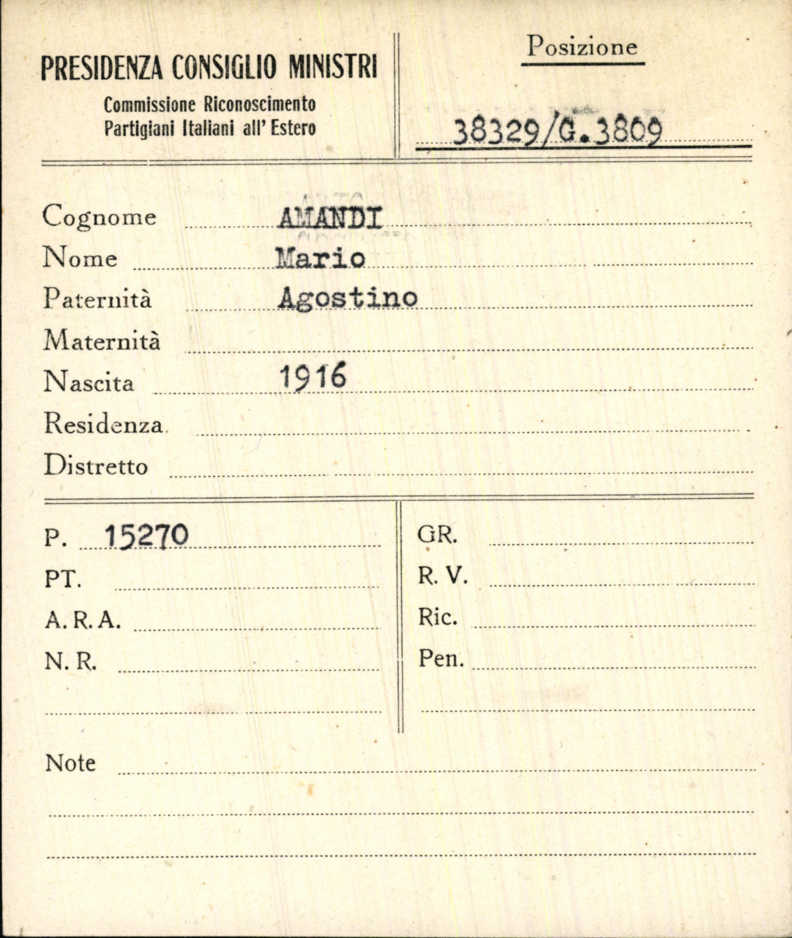 PRESIDENZA CONSIGLIO MINISTRI
Commissione Riconoscimento
Partigiani Italiani all' Estero
Posizione
38329/G.3809
Cognome AMANDI
Nome Mario
Paternità Agostino
Maternità
Nascita 1916
Residenza
Distretto
P. 15270
PT.
A. R. A.
N. R.
GR.
R. V.
Ric.
Pen.
Note